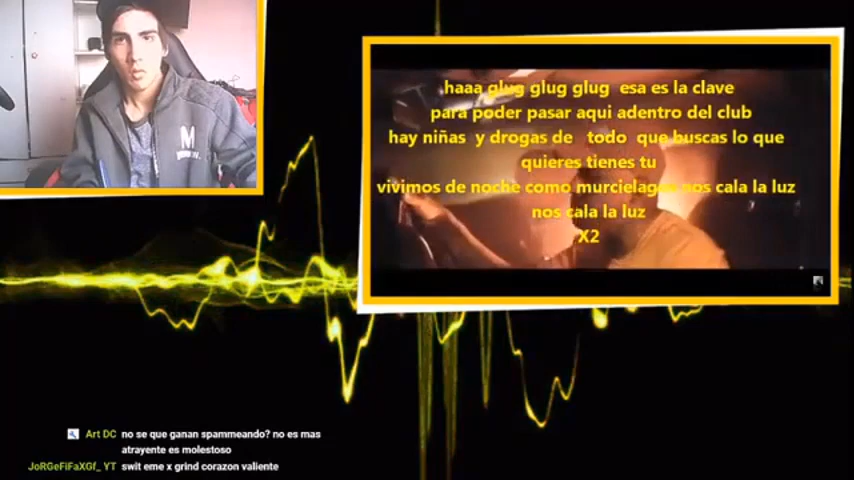 M
haaa glug glug glug esa es la clave
para poder pasar aqui adentro del club
hay niñas y drogas de todo que buscas lo que
quieres tienes tu
vivimos de noche como murcielagos nos cala la luz
nos cala la luz
X2
Art DC no se que ganan spammeando? no es mas
atrayente es molestoso
JoRGeFiFaXGf_ YT swit eme x grind corazon valiente